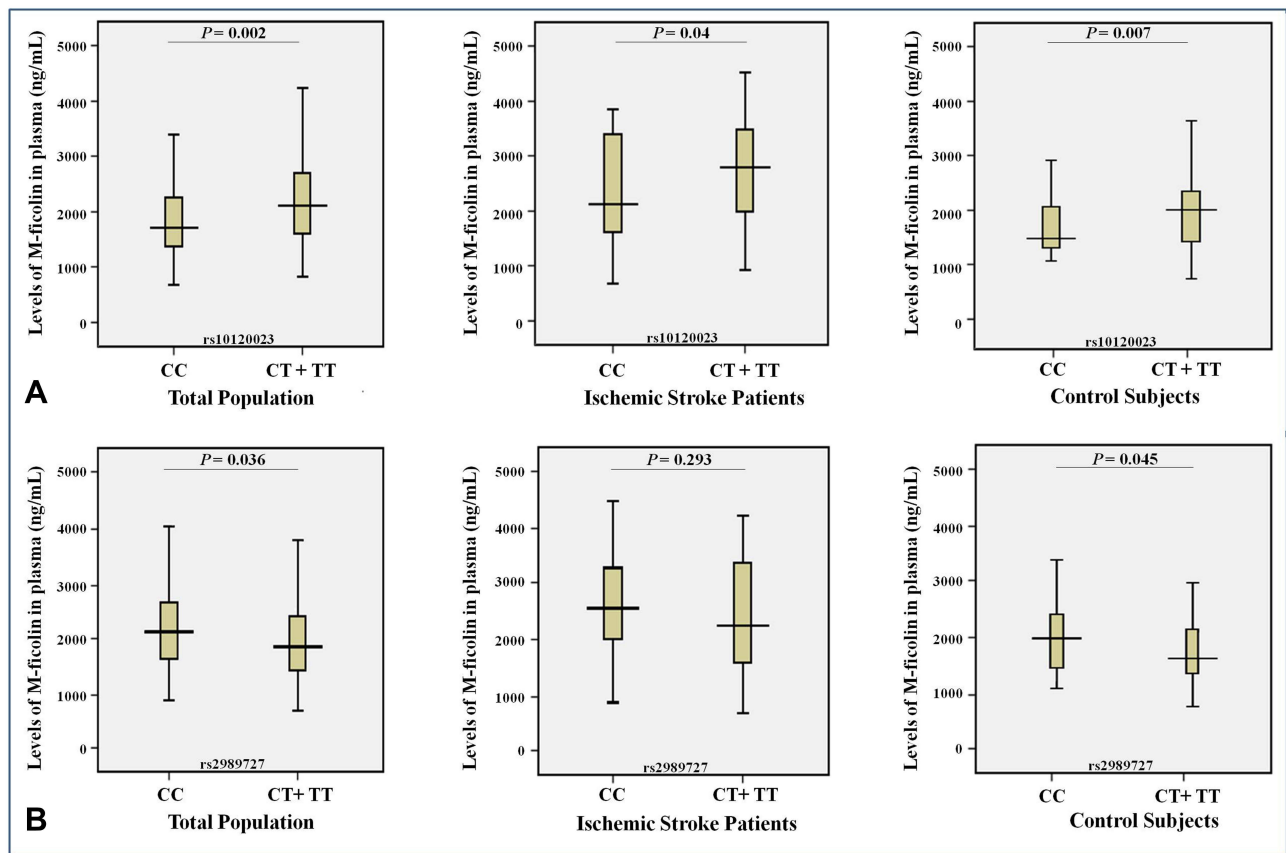 P = 0.002
Levels of M-ficolin in plasma (ng/mL)
5000
4000
3000
2000
1000
0
rs10120023
CC CT + TT
Total Population
P = 0.04
Levels of M-ficolin in plasma (ng/mL)
5000
4000
3000
2000
1000
0
rs10120023
CC CT + TT
Ischemic Stroke Patients
P = 0.007
Levels of M-ficolin in plasma (ng/mL)
5000
4000
3000
2000
1000
0
rs10120023
CC CT + TT
Control Subjects
A
P = 0.036
Levels of M-ficolin in plasma (ng/mL)
5000
4000
3000
2000
1000
0
rs2989727
CC CT+ TT
Total Population
P = 0.293
Levels of M-ficolin in plasma (ng/mL)
5000
4000
3000
2000
1000
0
rs2989727
CC CT+ TT
Ischemic Stroke Patients
P = 0.045
Levels of M-ficolin in plasma (ng/mL)
5000
4000
3000
2000
1000
0
rs2989727
CC CT+ TT
Control Subjects
B